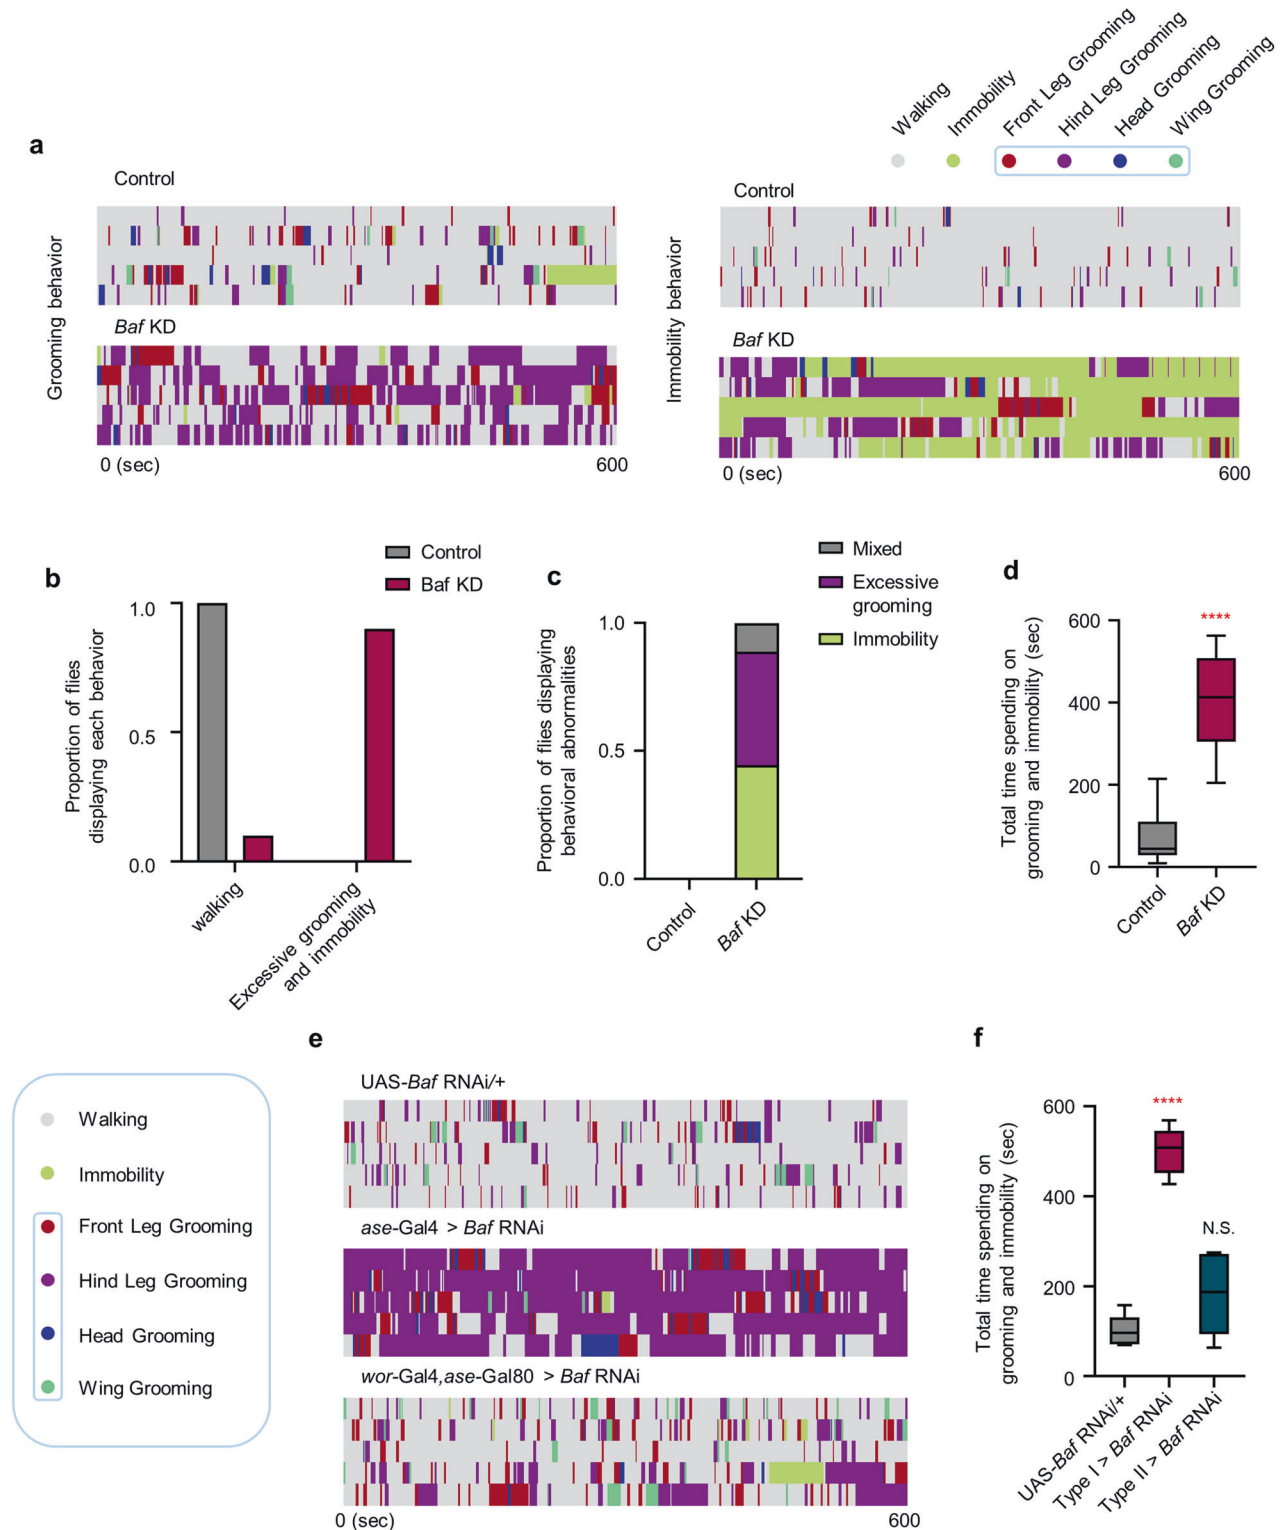 Walking
Immobility
Front Leg Grooming
Hind Leg Grooming
Head Grooming
Wing Grooming
a
Control
Grooming behavior
Baf KD
0 (sec)
600
Control
Immobility behavior
Baf KD
0 (sec)
600
b
Control
Baf KD
Proportion of flies
displaying each behavior
1.0
0.5
0.0
walking
Excessive grooming
and immobility
c
Mixed
Excessive
grooming
Immobility
Proportion of flies displaying
behavioral abnormalities
1.0
0.5
0.0
Control
Baf KD
d
Total time spending on
grooming and immobility (sec)
600
400
200
0
****
Control
Baf KD
Walking
Immobility
Front Leg Grooming
Hind Leg Grooming
Head Grooming
Wing Grooming
e
UAS-Baf RNAi/+
ase-Gal4 > Baf RNAi
wor-Gal4,ase-Gal80 > Baf RNAi
0 (sec)
600
f
Total time spending on
grooming and immobility (sec)
600
400
200
0
****
N.S.
UAS-Baf RNAi/+
Type I > Baf RNAi
Type II > Baf RNAi